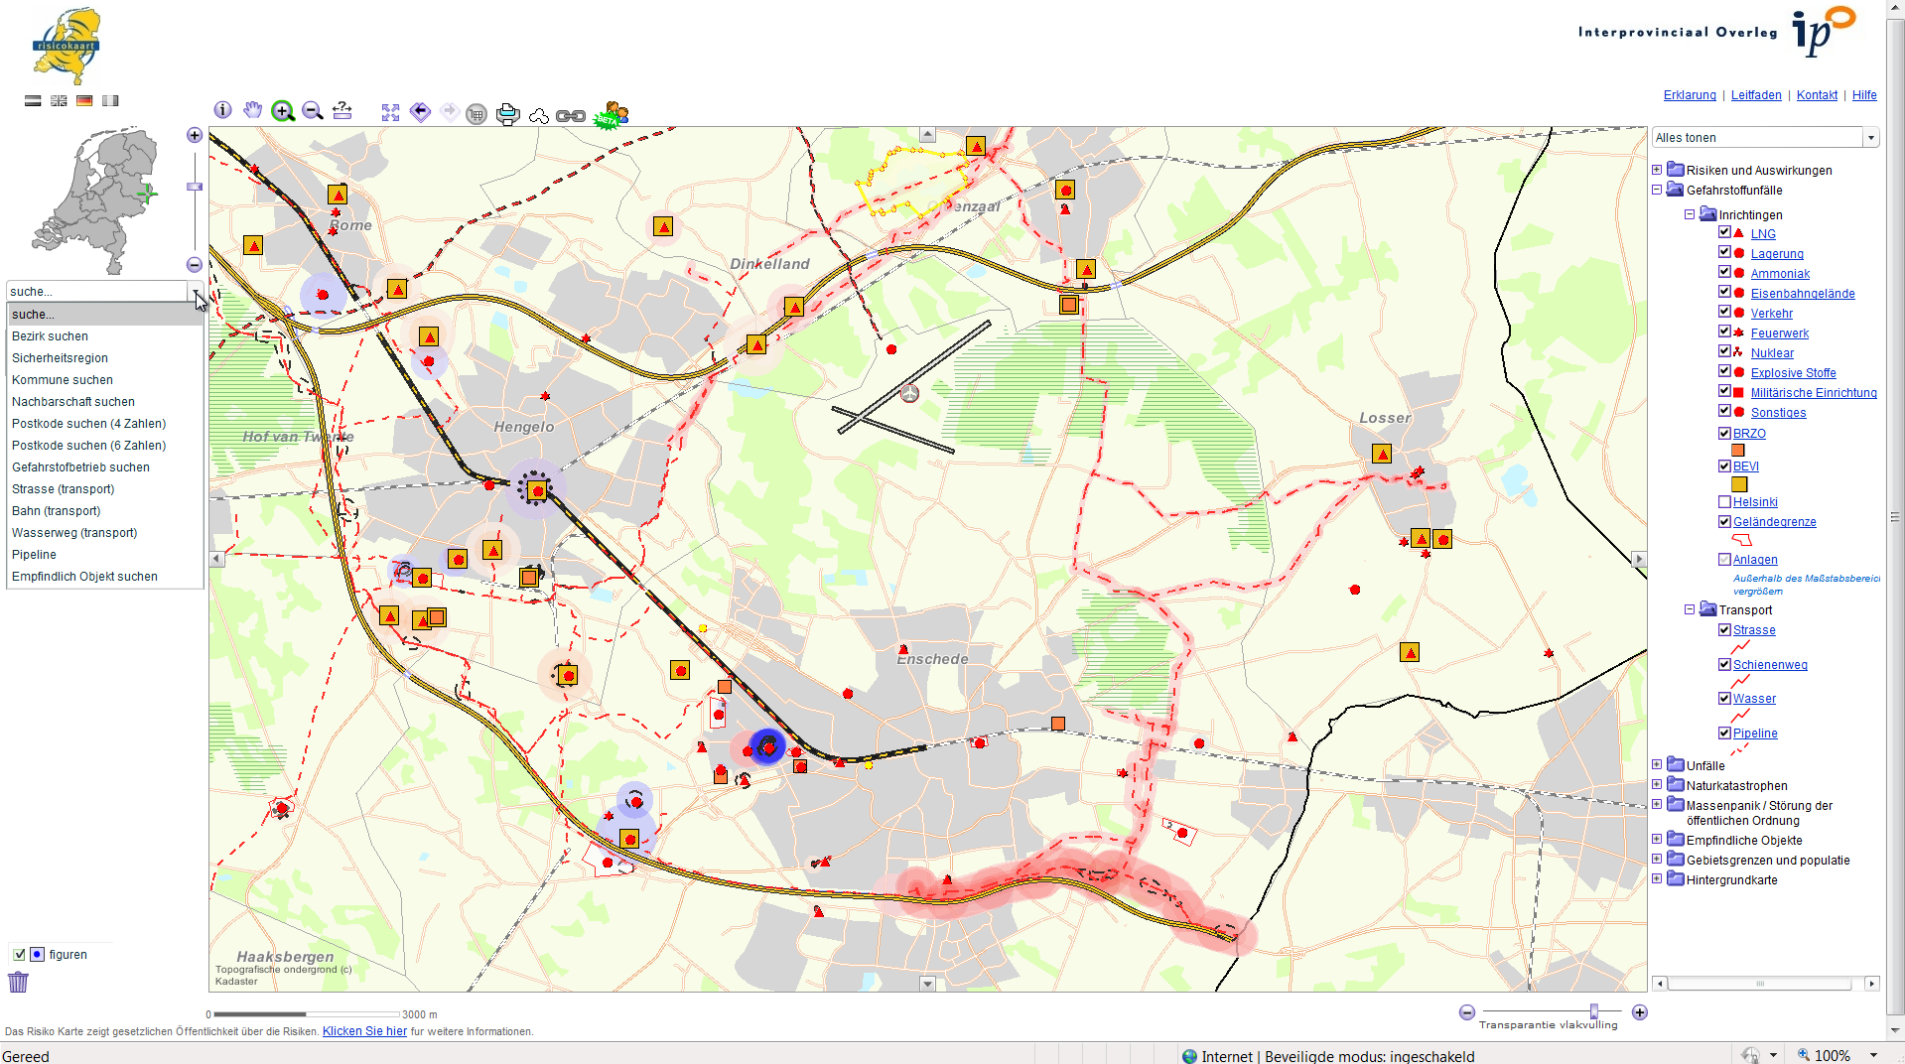 risicokaart
Interprovinciaal Overleg
ipo
Erklarung | Leitfaden | Kontakt | Hilfe
suche...
suche...
Bezirk suchen
Sicherheitsregion
Kommune suchen
Nachbarschaft suchen
Postkode suchen (4 Zahlen)
Postkode suchen (6 Zahlen)
Gefahrstofbetrieb suchen
Strasse (transport)
Bahn (transport)
Wasserweg (transport)
Pipeline
Empfindlich Objekt suchen
figuren
Borne
Dinkelland
Hengelo
Hof van Twente
Losser
Enschede
Haaksbergen
Topografische ondergrond (c)
Kadaster
Alles tonen
Risiken und Auswirkungen
Gefahrstoffunfälle
Inrichtingen
LNG
Lagerung
Ammoniak
Eisenbahngelände
Verkehr
Feuerwerk
Nuklear
Explosive Stoffe
Militärische Einrichtung
Sonstiges
BRZO
BEVI
Helsinki
Geländegrenze
Anlagen
Außerhalb des Maßstabsbereic
vergrößern
Transport
Strasse
Schienenweg
Wasser
Pipeline
Unfälle
Naturkatastrophen
Massenpanik / Störung der
öffentlichen Ordnung
Empfindliche Objekte
Gebietsgrenzen und populatie
Hintergrundkarte
0 3000 m
Transparantie vlakvulling
Das Risiko Karte zeigt gesetzlichen Öffentlichkeit über die Risiken. Klicken Sie hier fur weitere Informationen.
Gereed
Internet | Beveiligde modus: ingeschakeld
100%